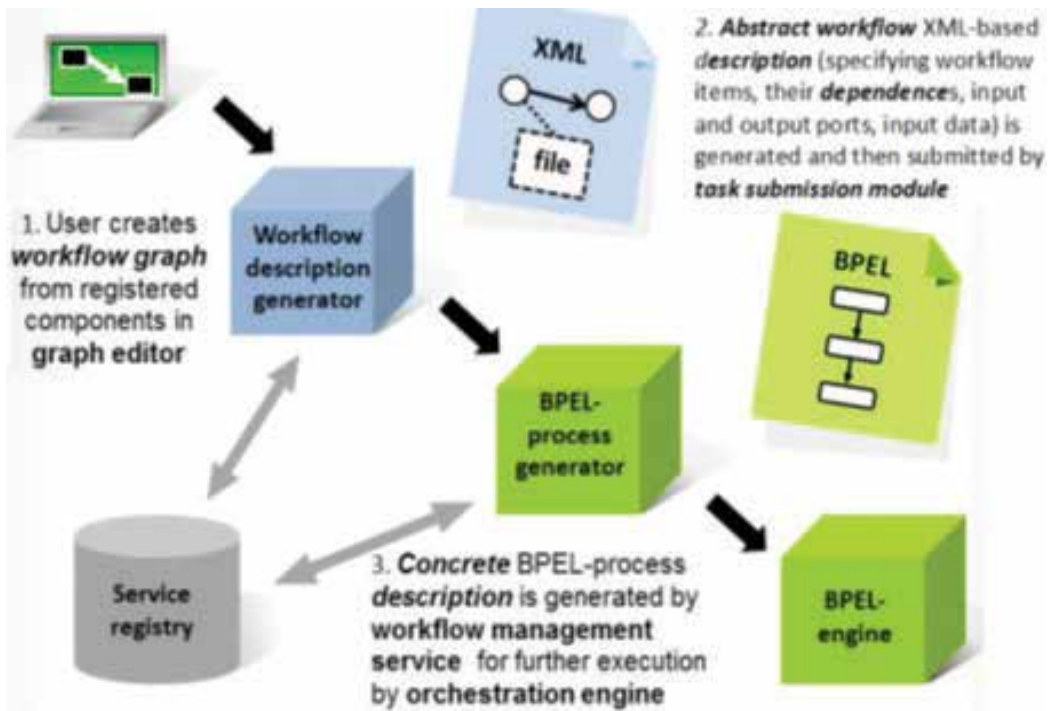 1. User creates
workflow graph
from registered
components in
graph editor
Workflow
description
generator
XML
file
2. Abstract workflow XML-based
description (specifying workflow
items, their dependences, input
and output ports, input data) is
generated and then submitted by
task submission module
BPEL
BPEL-
process
generator
Service
registry
3. Concrete BPEL-process
description is generated by
workflow management
service for further execution
by orchestration engine
BPEL-
engine